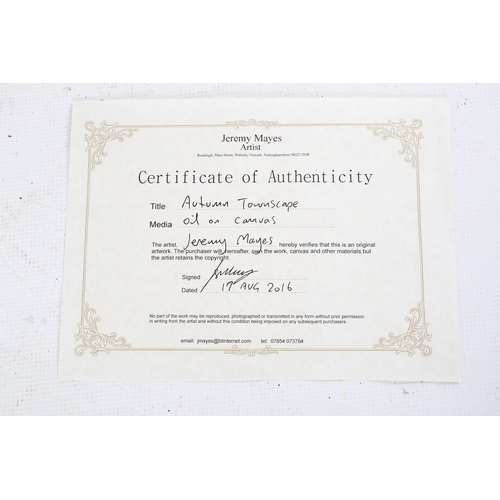 Jeremy Mayes
Artist
Certificate of Authenticity
Title Autumn Townscape
Media Oil on Canvas
The artist, Jeremy Mayes hereby verifies that this is an original
artwork. The purchaser will hereafter, own the work, canvas and other materials but
the artist retains the copyright.
Signed
Dated 17 AUG 2016
No part of the work may be reproduced, photographed or transmitted in any form without prior permission
in writing from the artist and without this condition being imposed on any subsequent purchasers.
email: jmayes@btinternet.com tel: 07854 073784